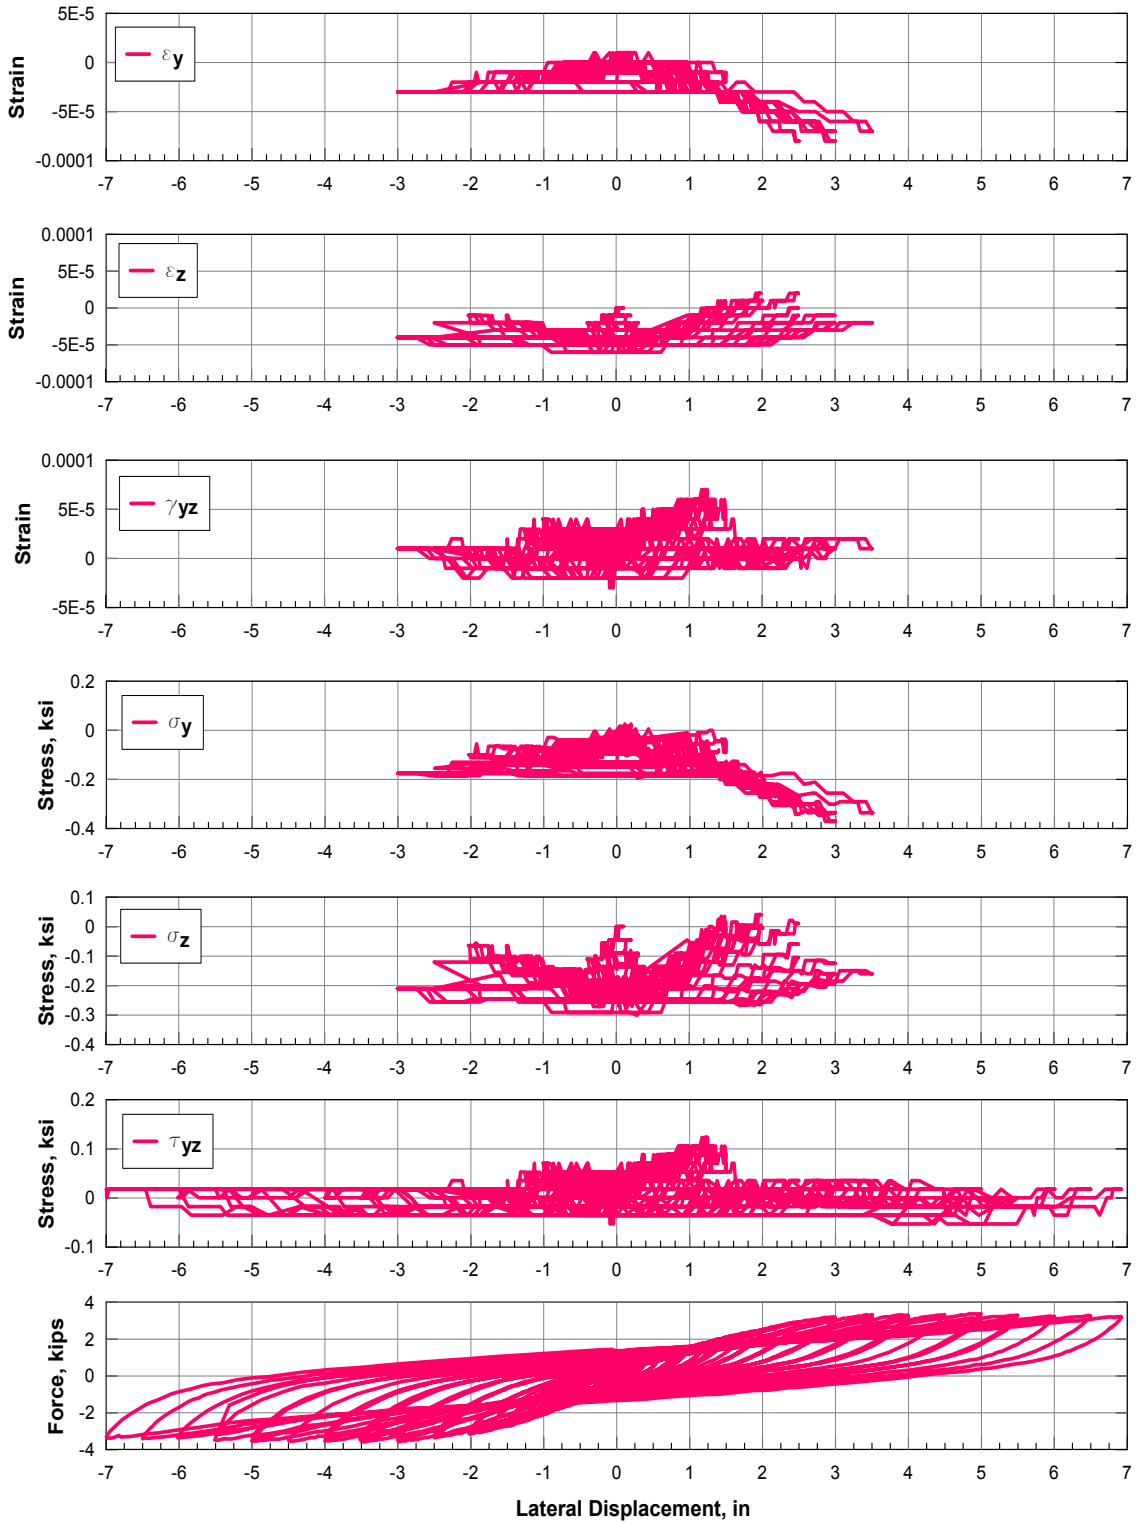 5E-5
0
-5E-5
-0.0001
Strain
εy
-7 -6 -5 -4 -3 -2 -1 0 1 2 3 4 5 6 7
0.0001
5E-5
0
-5E-5
-0.0001
Strain
εz
-7 -6 -5 -4 -3 -2 -1 0 1 2 3 4 5 6 7
0.0001
5E-5
0
-5E-5
Strain
γyz
-7 -6 -5 -4 -3 -2 -1 0 1 2 3 4 5 6 7
0.2
0
-0.2
-0.4
Stress, ksi
σy
-7 -6 -5 -4 -3 -2 -1 0 1 2 3 4 5 6 7
0.1
0
-0.1
-0.2
-0.3
-0.4
Stress, ksi
σz
-7 -6 -5 -4 -3 -2 -1 0 1 2 3 4 5 6 7
0.2
0.1
0
-0.1
Stress, ksi
τyz
-7 -6 -5 -4 -3 -2 -1 0 1 2 3 4 5 6 7
4
2
0
-2
-4
Force, kips
-7 -6 -5 -4 -3 -2 -1 0 1 2 3 4 5 6 7
Lateral Displacement, in